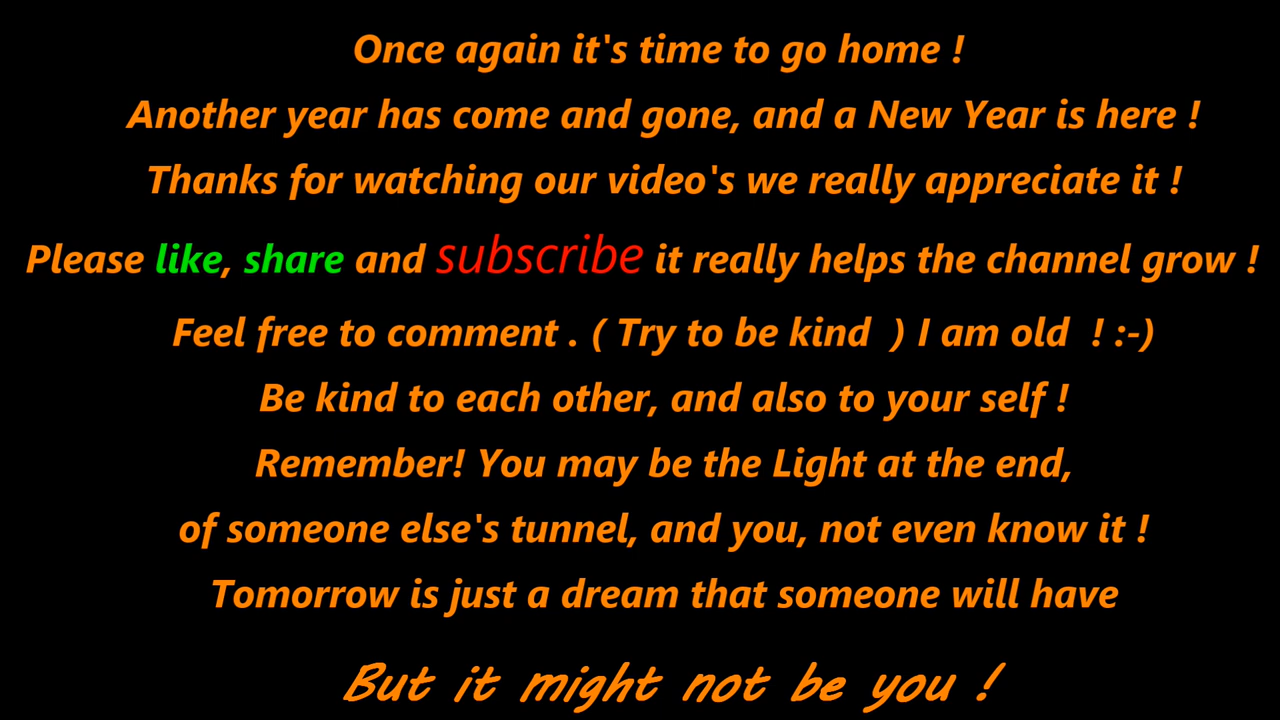 Once again it's time to go home !
Another year has come and gone, and a New Year is here !
Thanks for watching our video's we really appreciate it !
Please like, share and subscribe it really helps the channel grow !
Feel free to comment . ( Try to be kind  ) I am old  ! :-)
Be kind to each other, and also to your self !
Remember! You may be the Light at the end,
of someone else's tunnel, and you, not even know it !
Tomorrow is just a dream that someone will have
But it might not be you !